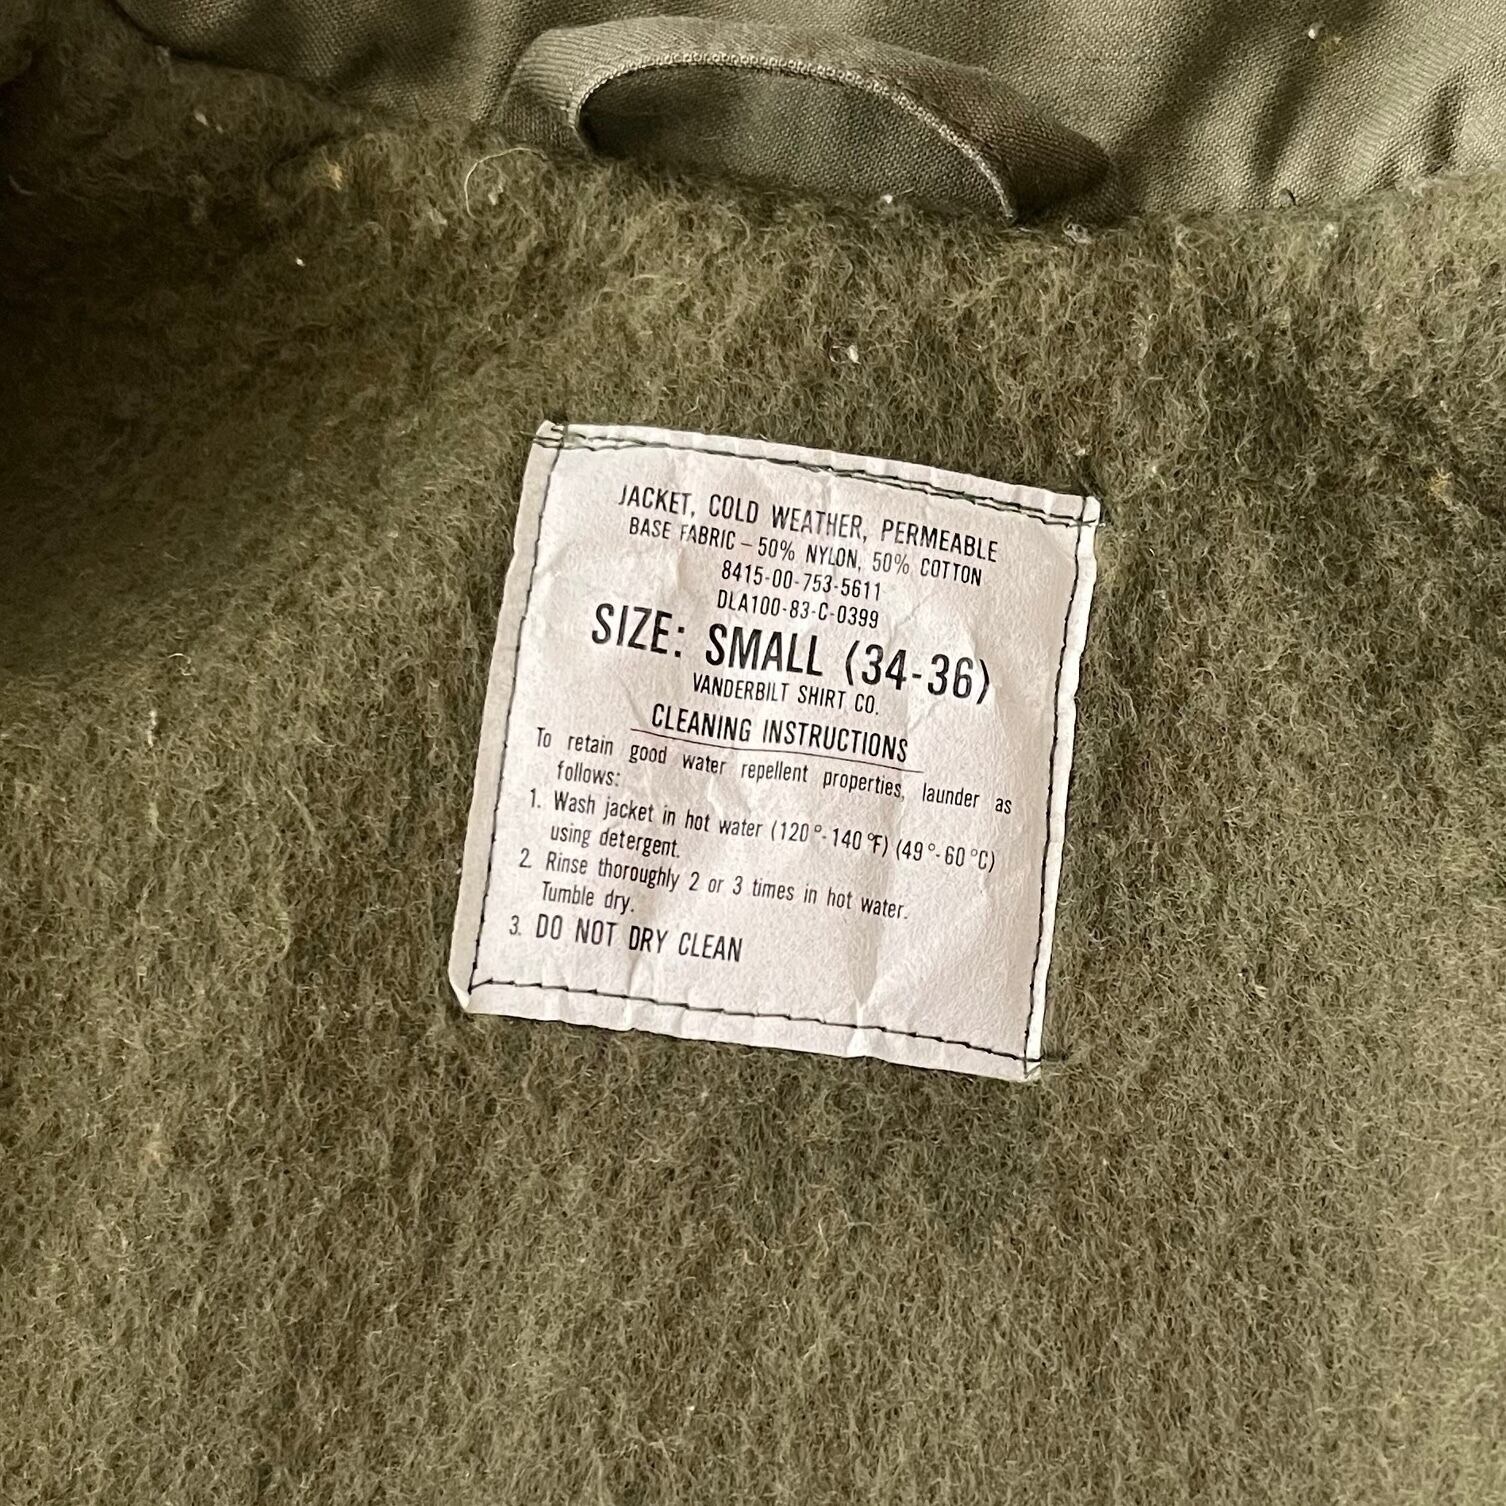 JACKET, COLD WEATHER, PERMEABLE
BASE FABRIC – 50% NYLON, 50% COTTON
8415-00-753-5611
DLA100-83-C-0399
SIZE: SMALL (34-36)
VANDERBILT SHIRT CO.
CLEANING INSTRUCTIONS
To retain good water repellent properties, launder as
follows:
1. Wash jacket in hot water (120°-140°F) (49°-60°C)
using detergent.
2. Rinse thoroughly 2 or 3 times in hot water.
Tumble dry.
3. DO NOT DRY CLEAN